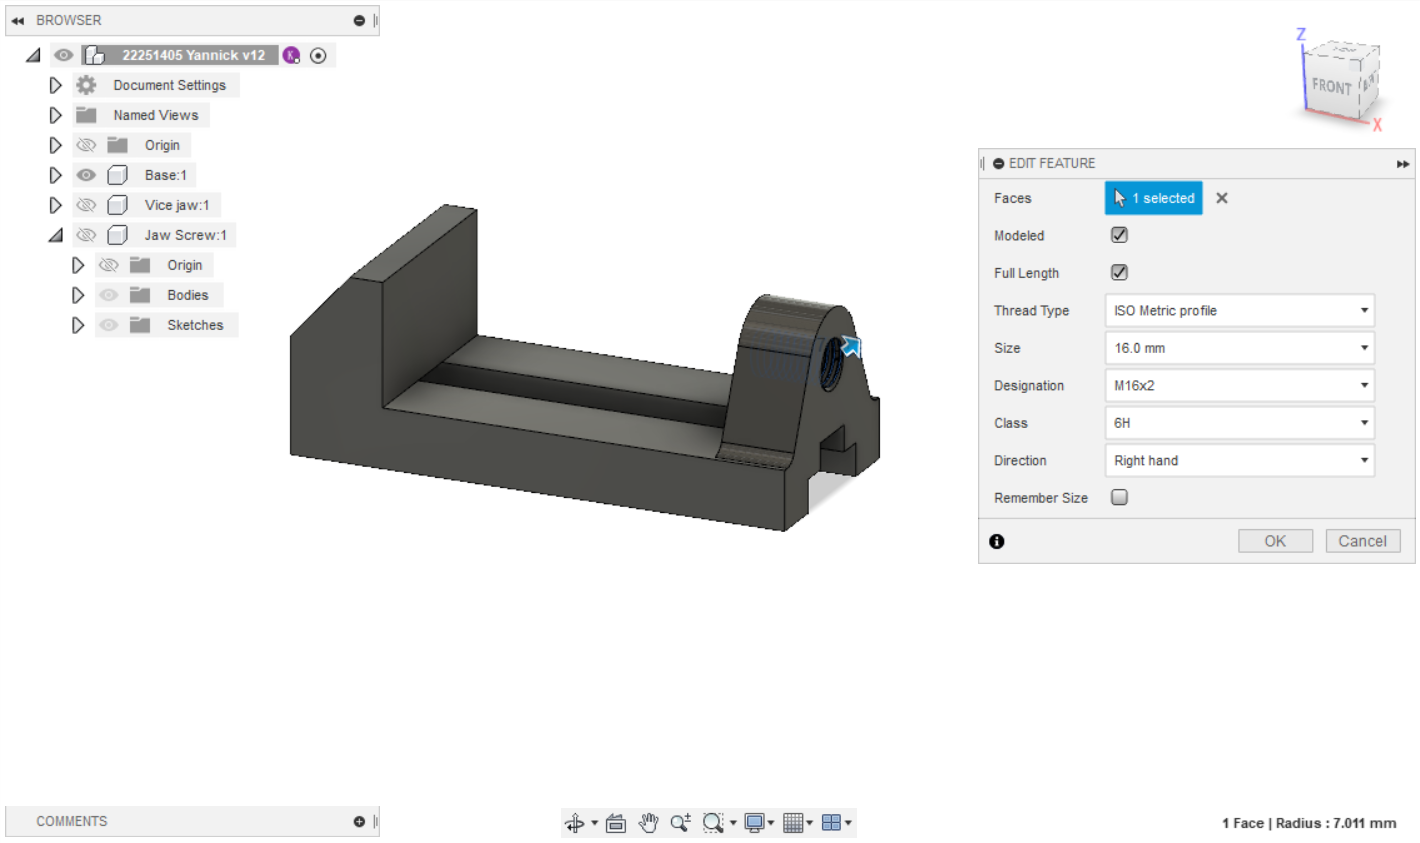 BROWSER
22251405 Yannick v12
K
Document Settings
Named Views
Origin
Base:1
Vice jaw:1
Jaw Screw:1
Origin
Bodies
Sketches
Z
FRONT
X
EDIT FEATURE
Faces 1 selected
Modeled
Full Length
Thread Type ISO Metric profile
Size 16.0 mm
Designation M16x2
Class 6H
Direction Right hand
Remember Size
OK Cancel
COMMENTS
1 Face | Radius : 7.011 mm